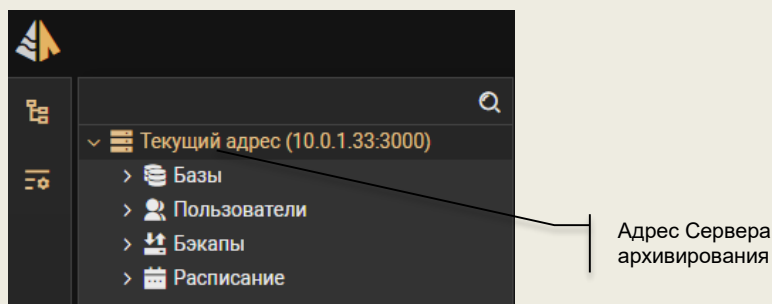 Текущий адрес (10.0.1.33:3000)
Базы
Пользователи
Бэкапы
Расписание
Адрес Сервера
архивирования